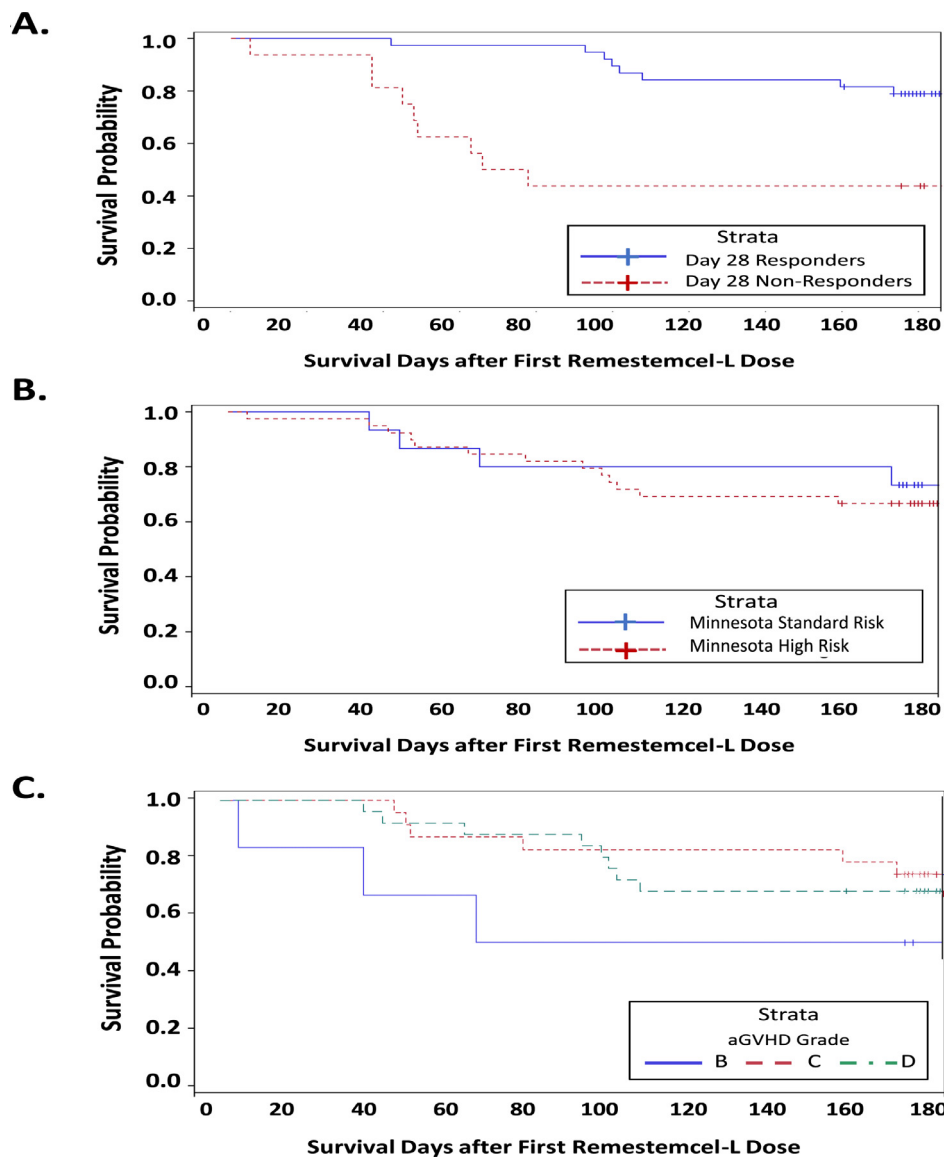 A.
Survival Probability
1.0
0.8
0.6
0.4
0.2
0.0
Strata
Day 28 Responders
Day 28 Non-Responders
0 20 40 60 80 100 120 140 160 180
Survival Days after First Remestemcel-L Dose
B.
Survival Probability
1.0
0.8
0.6
0.4
0.2
0.0
Strata
Minnesota Standard Risk
Minnesota High Risk
0 20 40 60 80 100 120 140 160 180
Survival Days after First Remestemcel-L Dose
C.
Survival Probability
1.0
0.8
0.6
0.4
0.2
0.0
Strata
aGVHD Grade
B C D
0 20 40 60 80 100 120 140 160 180
Survival Days after First Remestemcel-L Dose